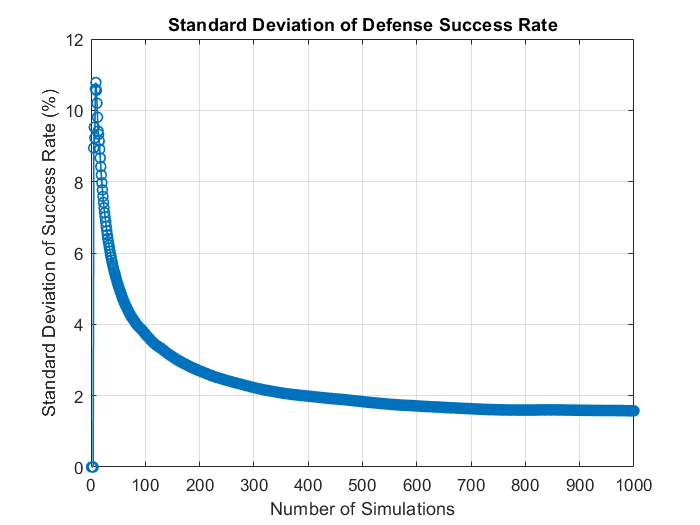 Standard Deviation of Defense Success Rate
Standard Deviation of Success Rate (%)
12
10
8
6
4
2
0
0 100 200 300 400 500 600 700 800 900 1000
Number of Simulations